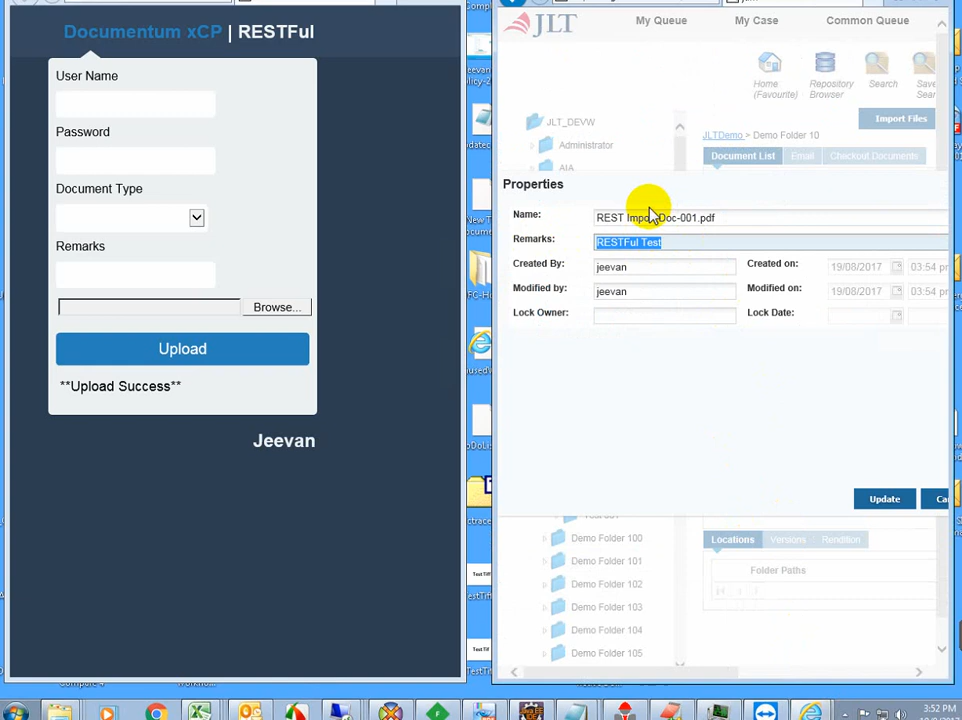 Documentum xCP | RESTFul
User Name
Password
Document Type
Remarks
Browse...
Upload
**Upload Success**
Jeevan
JLT
My Queue
My Case
Common Queue
Home
(Favourite)
Repository
Browser
Search
Save
Sear
Import Files
JLT_DEVW
Administrator
AIA
JLTDemo > Demo Folder 10
Document List
Email
Checkout Documents
Properties
Name:
REST Impo Doc-001.pdf
Remarks:
RESTFul Test
Created By:
jeevan
Created on:
19/08/2017
03:54 pm
Modified by:
jeevan
Modified on:
19/08/2017
03:54 pm
Lock Owner:
Lock Date:
Update
Ca
Demo Folder 100
Demo Folder 101
Demo Folder 102
Demo Folder 103
Demo Folder 104
Demo Folder 105
Locations
Versions
Rendition
Folder Paths
3:52 PM